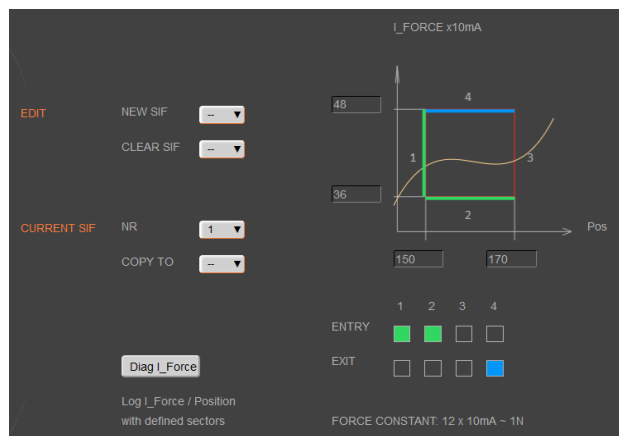 I_FORCE x10mA
48
4
EDIT
NEW SIF
--
CLEAR SIF
--
1
3
36
2
CURRENT SIF
NR
1
Pos
COPY TO
--
150
170
1 2 3 4
ENTRY
EXIT
Diag I_Force
Log I_Force / Position
with defined sectors
FORCE CONSTANT: 12 x 10mA ~ 1N